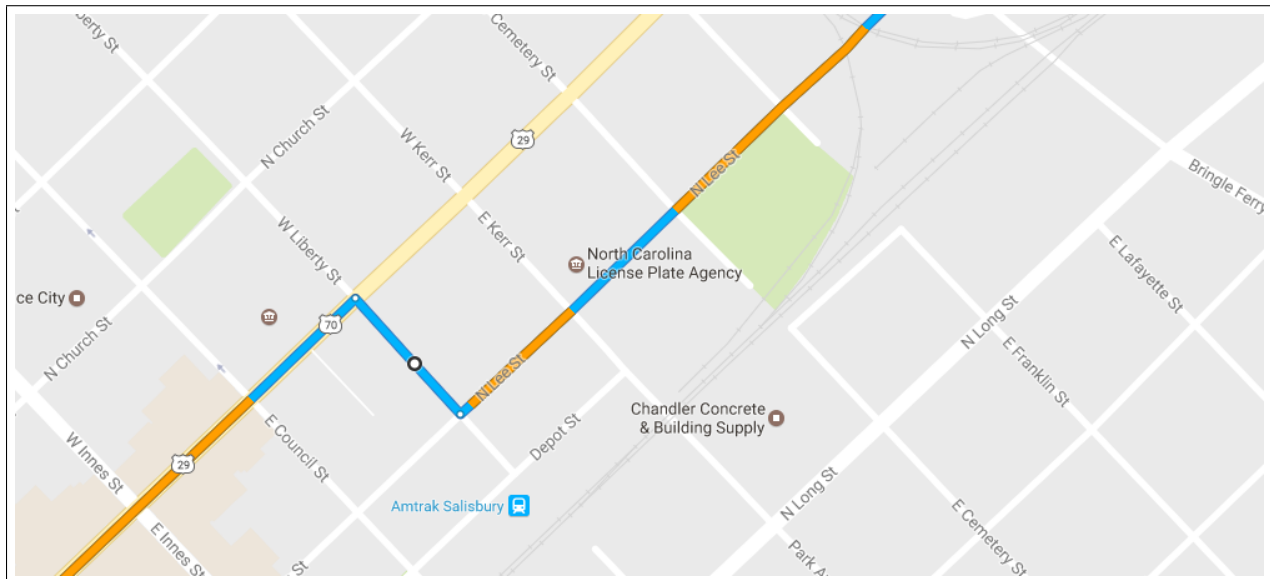 berty St
Cemetery St
N Church St
29
W Kerr St
N Lee St
Bringle Ferry
W Liberty St
E Kerr St
North Carolina
License Plate Agency
E Lafayette St
ce City
70
N Church St
N Long St
E Franklin St
N Lee St
Chandler Concrete
& Building Supply
E Council St
Depot St
W Innes St
29
Amtrak Salisbury
N Long St
E Cemetery St
E Innes St
St
Park Av